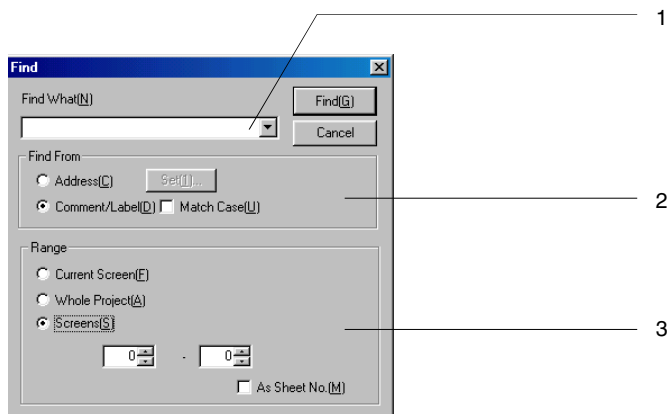 1
Find
Find What(N)
Find(G)
Cancel
Find From
Address(C) Set(I)...
Comment/Label(D) Match Case(U)
2
Range
Current Screen(F)
Whole Project(A)
Screens(S)
3
0 - 0
As Sheet No.(M)